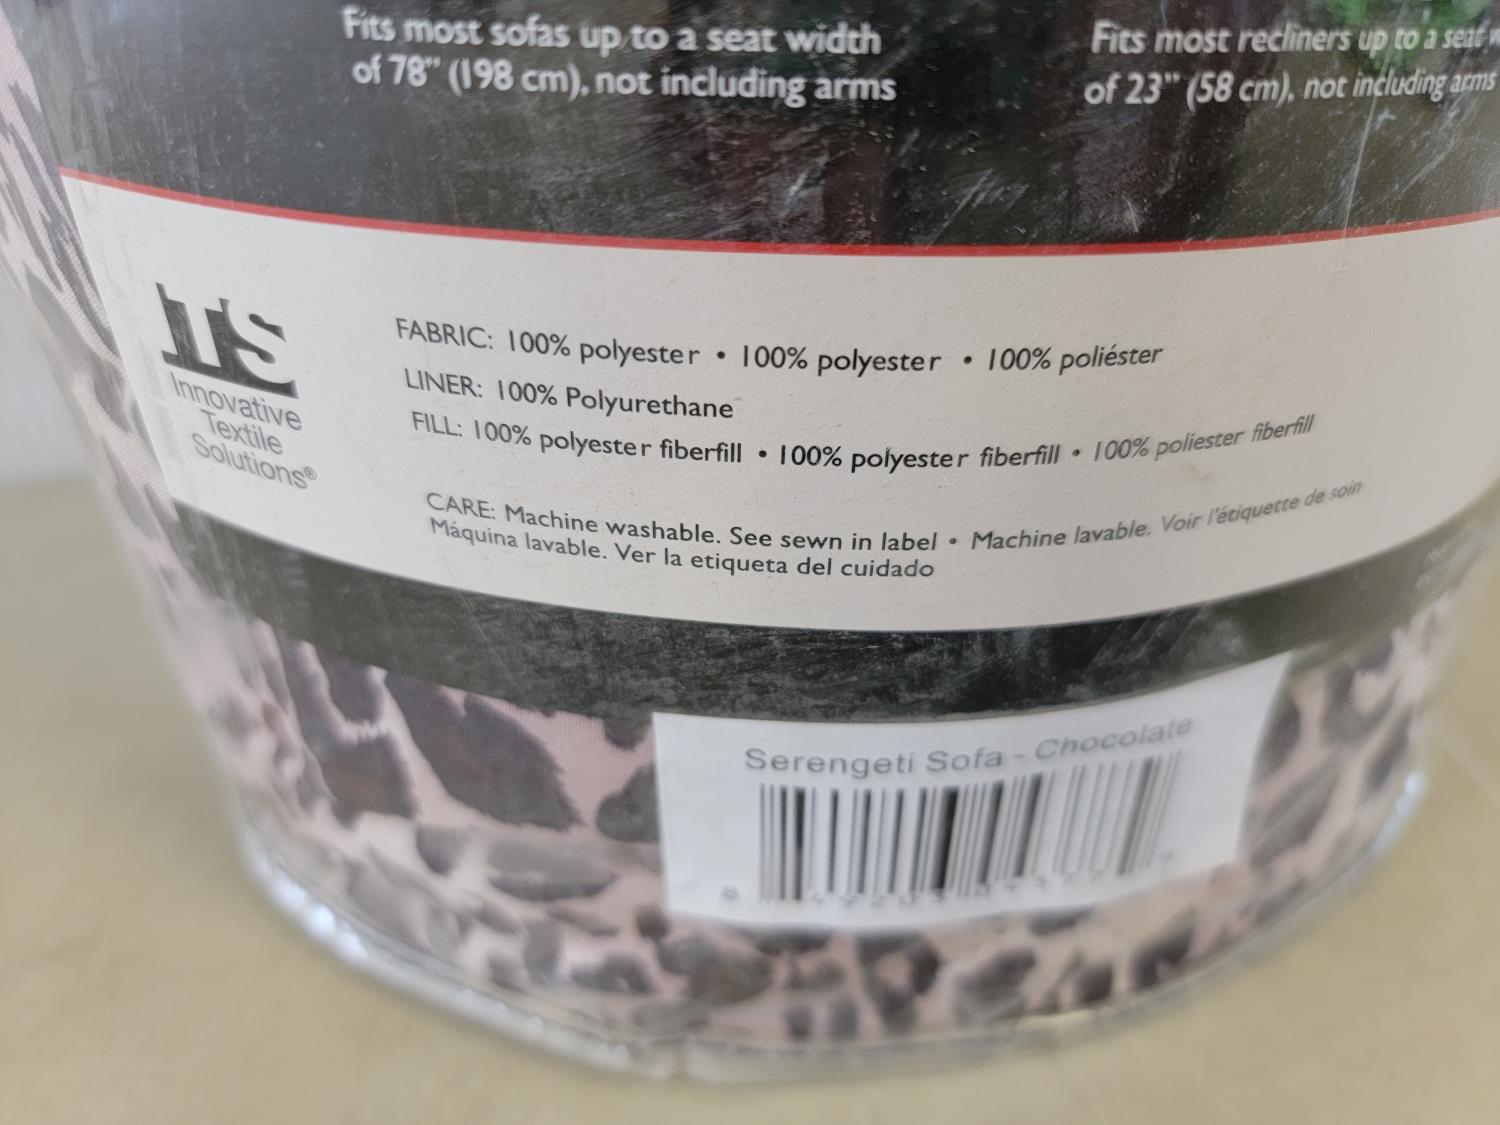 Fits most sofas up to a seat width
of 78" (198 cm), not including arms
Fits most recliners up to a seat
of 23" (58 cm), not including arms
ITS
Innovative
Textile
Solutions®
FABRIC: 100% polyester • 100% polyester • 100% poliéster
LINER: 100% Polyurethane
FILL: 100% polyester fiberfill • 100% polyester fiberfill • 100% poliester fiberfill
CARE: Machine washable. See sewn in label • Machine lavable. Voir l'étiquette de soin
Máquina lavable. Ver la etiqueta del cuidado
Serengeti Sofa - Chocolate